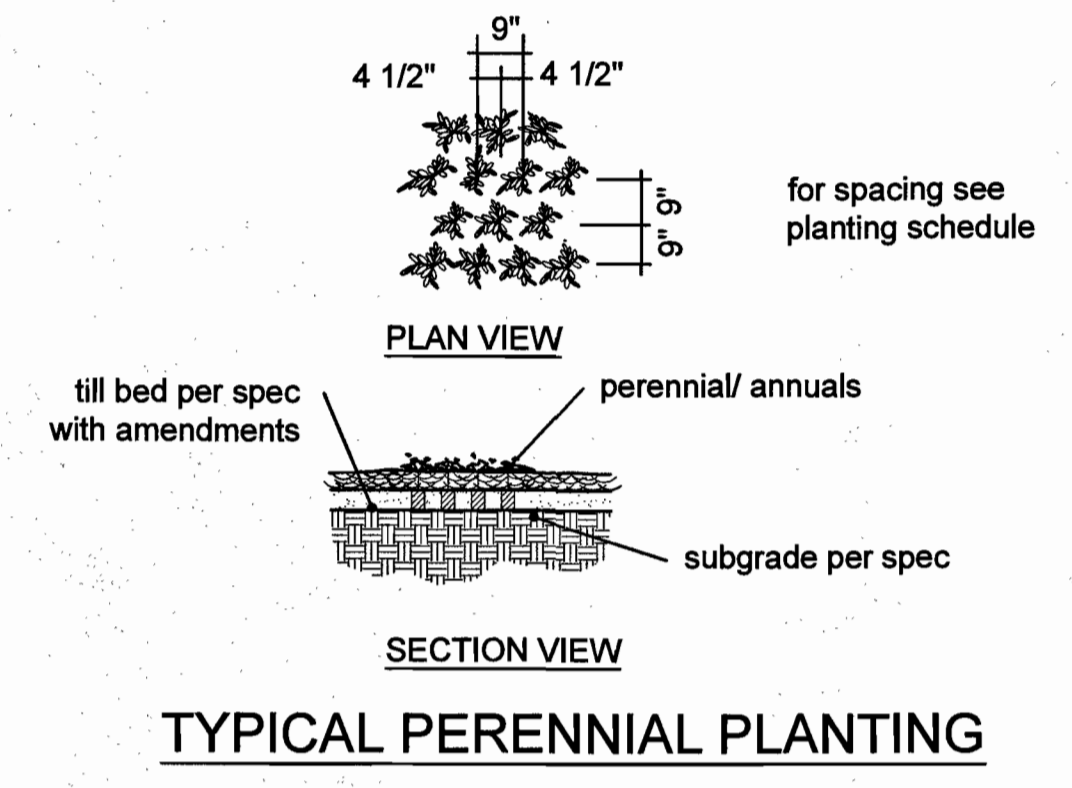 9"
4 1/2" 4 1/2"
9"
9"
for spacing see
planting schedule
PLAN VIEW
till bed per spec
with amendments
perennial/ annuals
subgrade per spec
SECTION VIEW
TYPICAL PERENNIAL PLANTING